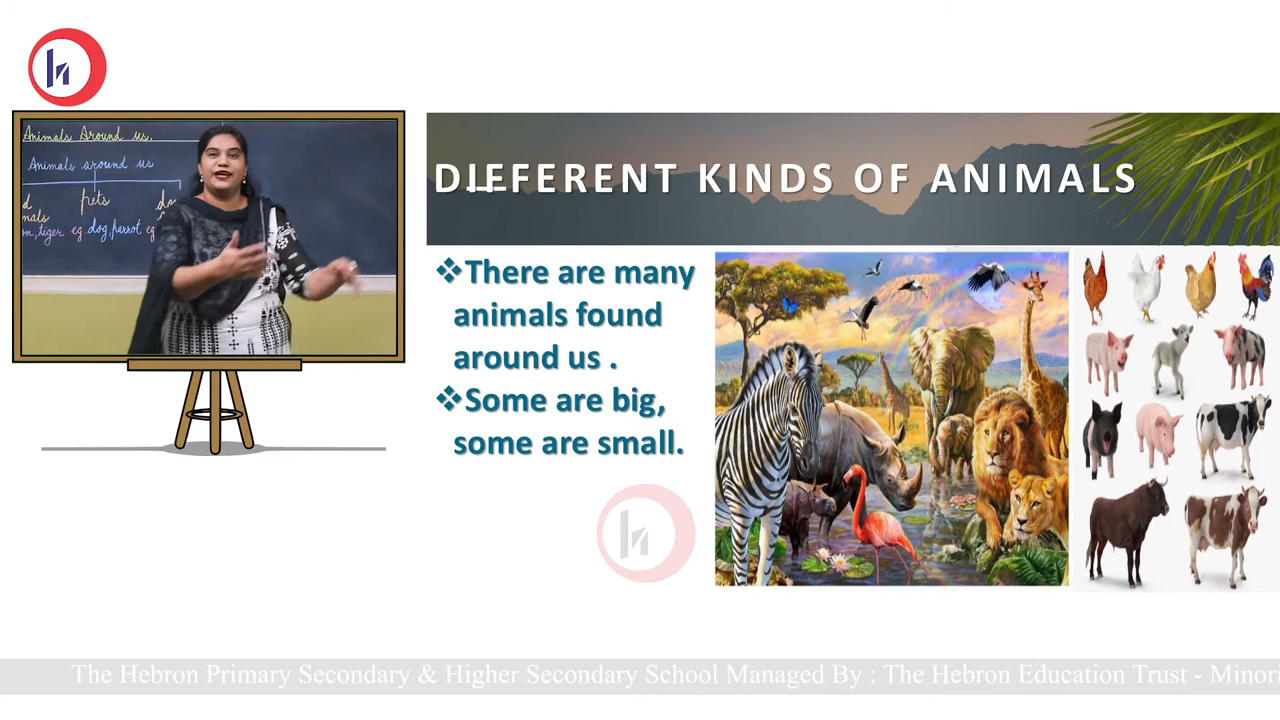 Animals Around us.
Animals around us
pets
tiger eg. dog, parrot eg
DIFFERENT KINDS OF ANIMALS
❖There are many
animals found
around us .
❖Some are big,
some are small.
The Hebron Primary Secondary & Higher Secondary School Managed By : The Hebron Education Trust -